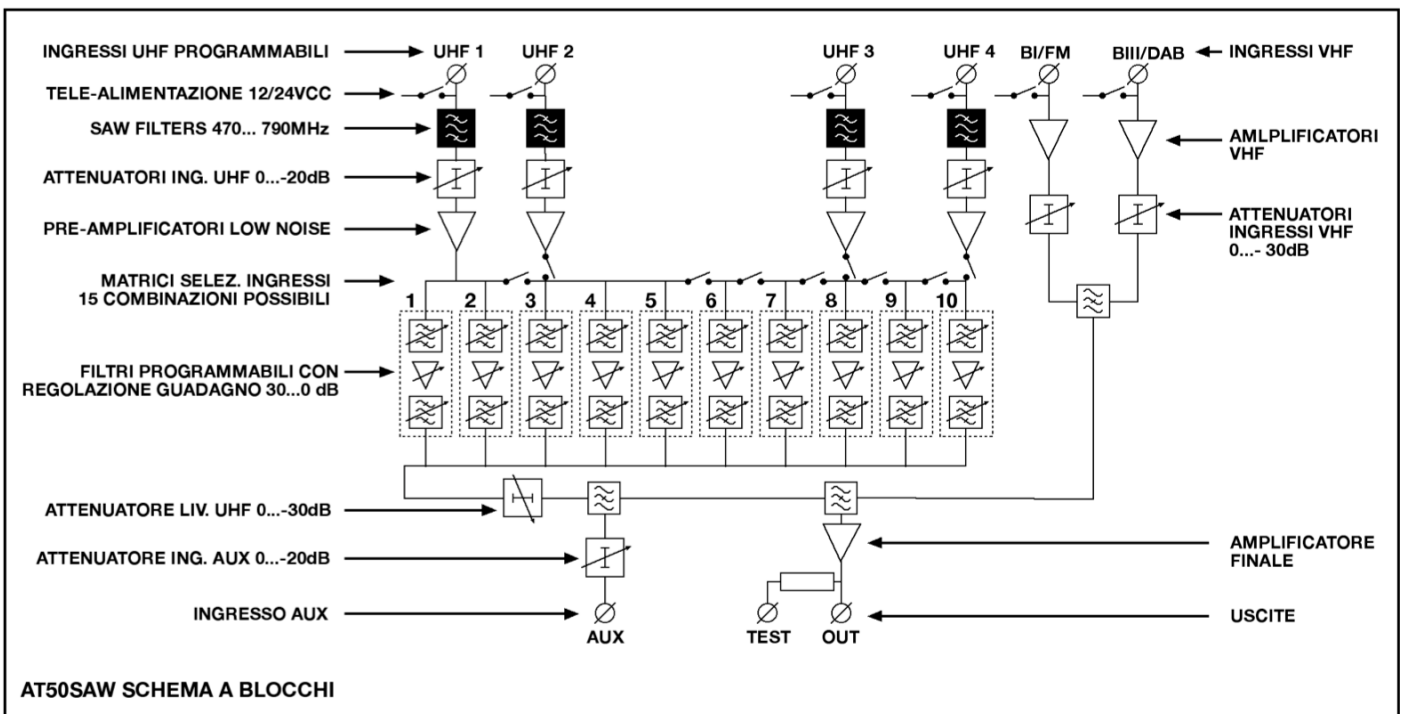 INGRESSI UHF PROGRAMMABILI
UHF 1
UHF 2
UHF 3
UHF 4
BI/FM
BIII/DAB
INGRESSI VHF
TELE-ALIMENTAZIONE 12/24VCC
SAW FILTERS 470... 790MHz
AMLPLIFICATORI
VHF
ATTENUATORI ING. UHF 0...-20dB
PRE-AMPLIFICATORI LOW NOISE
ATTENUATORI
INGRESSI VHF
0...- 30dB
MATRICI SELEZ. INGRESSI
15 COMBINAZIONI POSSIBILI
1 2 3 4 5 6 7 8 9 10
FILTRI PROGRAMMABILI CON
REGOLAZIONE GUADAGNO 30...0 dB
ATTENUATORE LIV. UHF 0...-30dB
ATTENUATORE ING. AUX 0...-20dB
AMPLIFICATORE
FINALE
INGRESSO AUX
AUX
TEST
OUT
USCITE
AT50SAW SCHEMA A BLOCCHI